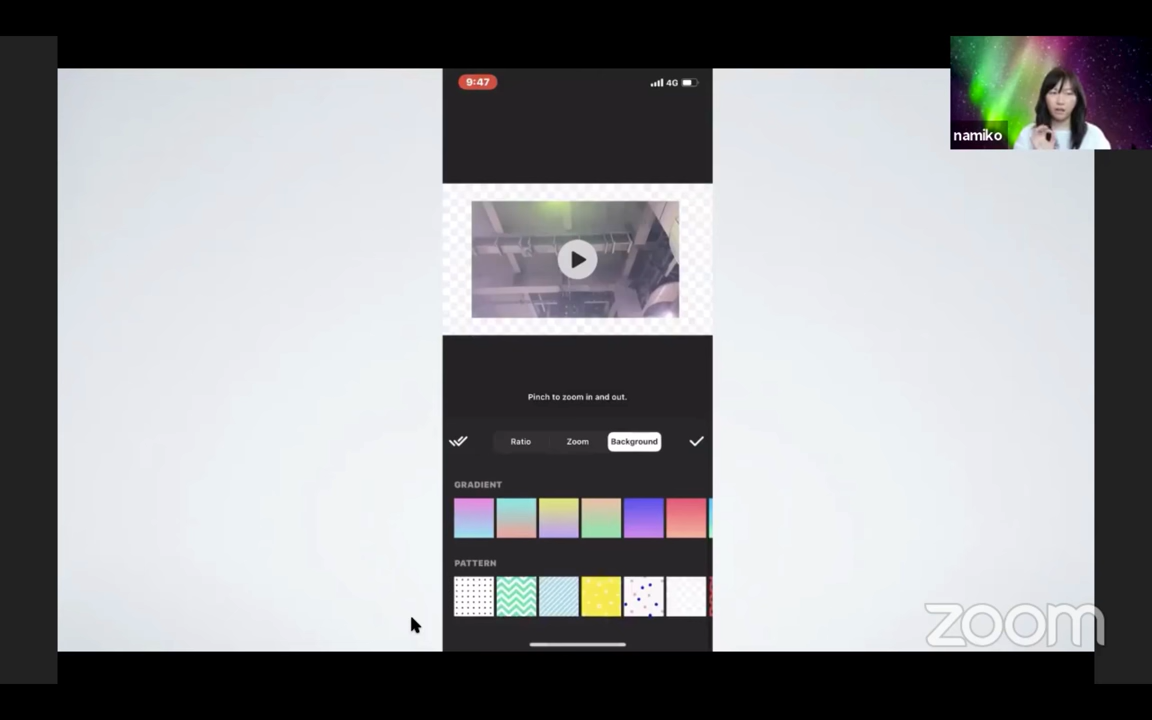 9:47
4G
namiko
Pinch to zoom in and out.
Ratio
Zoom
Background
GRADIENT
PATTERN
zoom